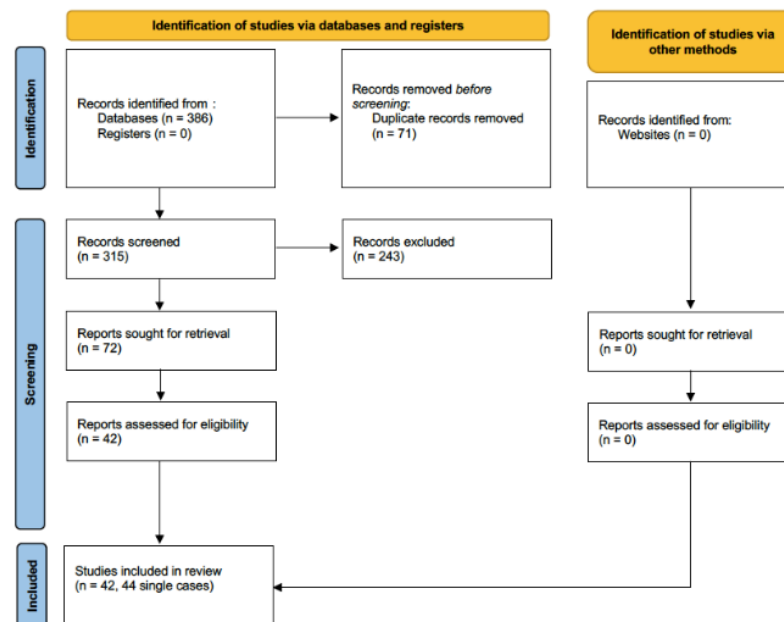 Identification of studies via databases and registers
Identification of studies via
other methods
Identification
Records identified from :
Databases (n = 386)
Registers (n = 0)
Records removed before
screening:
Duplicate records removed
(n = 71)
Records identified from:
Websites (n = 0)
Screening
Records screened
(n = 315)
Records excluded
(n = 243)
Reports sought for retrieval
(n = 72)
Reports sought for retrieval
(n = 0)
Reports assessed for eligibility
(n = 42)
Reports assessed for eligibility
(n = 0)
Included
Studies included in review
(n = 42, 44 single cases)